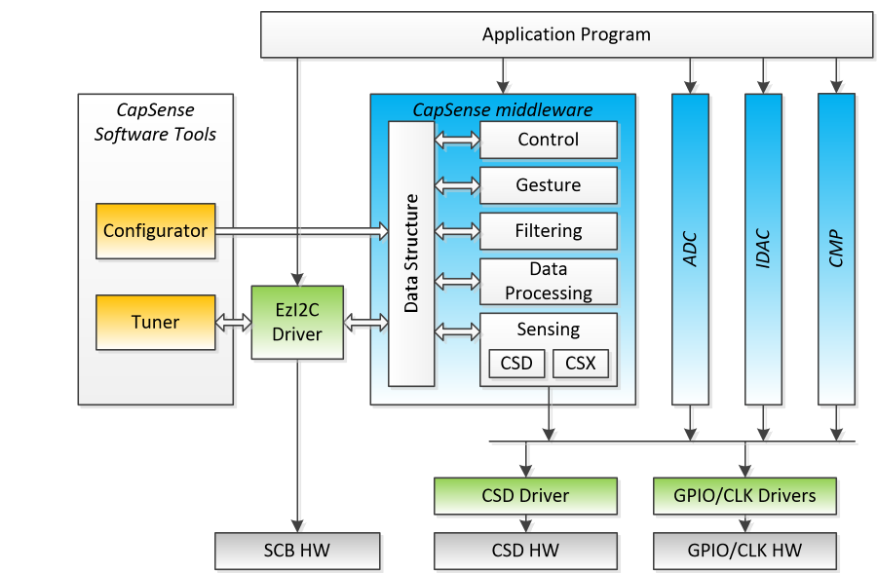 Application Program
CapSense
Software Tools
Configurator
Tuner
EzI2C
Driver
CapSense middleware
Data Structure
Control
Gesture
Filtering
Data
Processing
Sensing
CSD
CSX
ADC
IDAC
CMP
CSD Driver
GPIO/CLK Drivers
SCB HW
CSD HW
GPIO/CLK HW